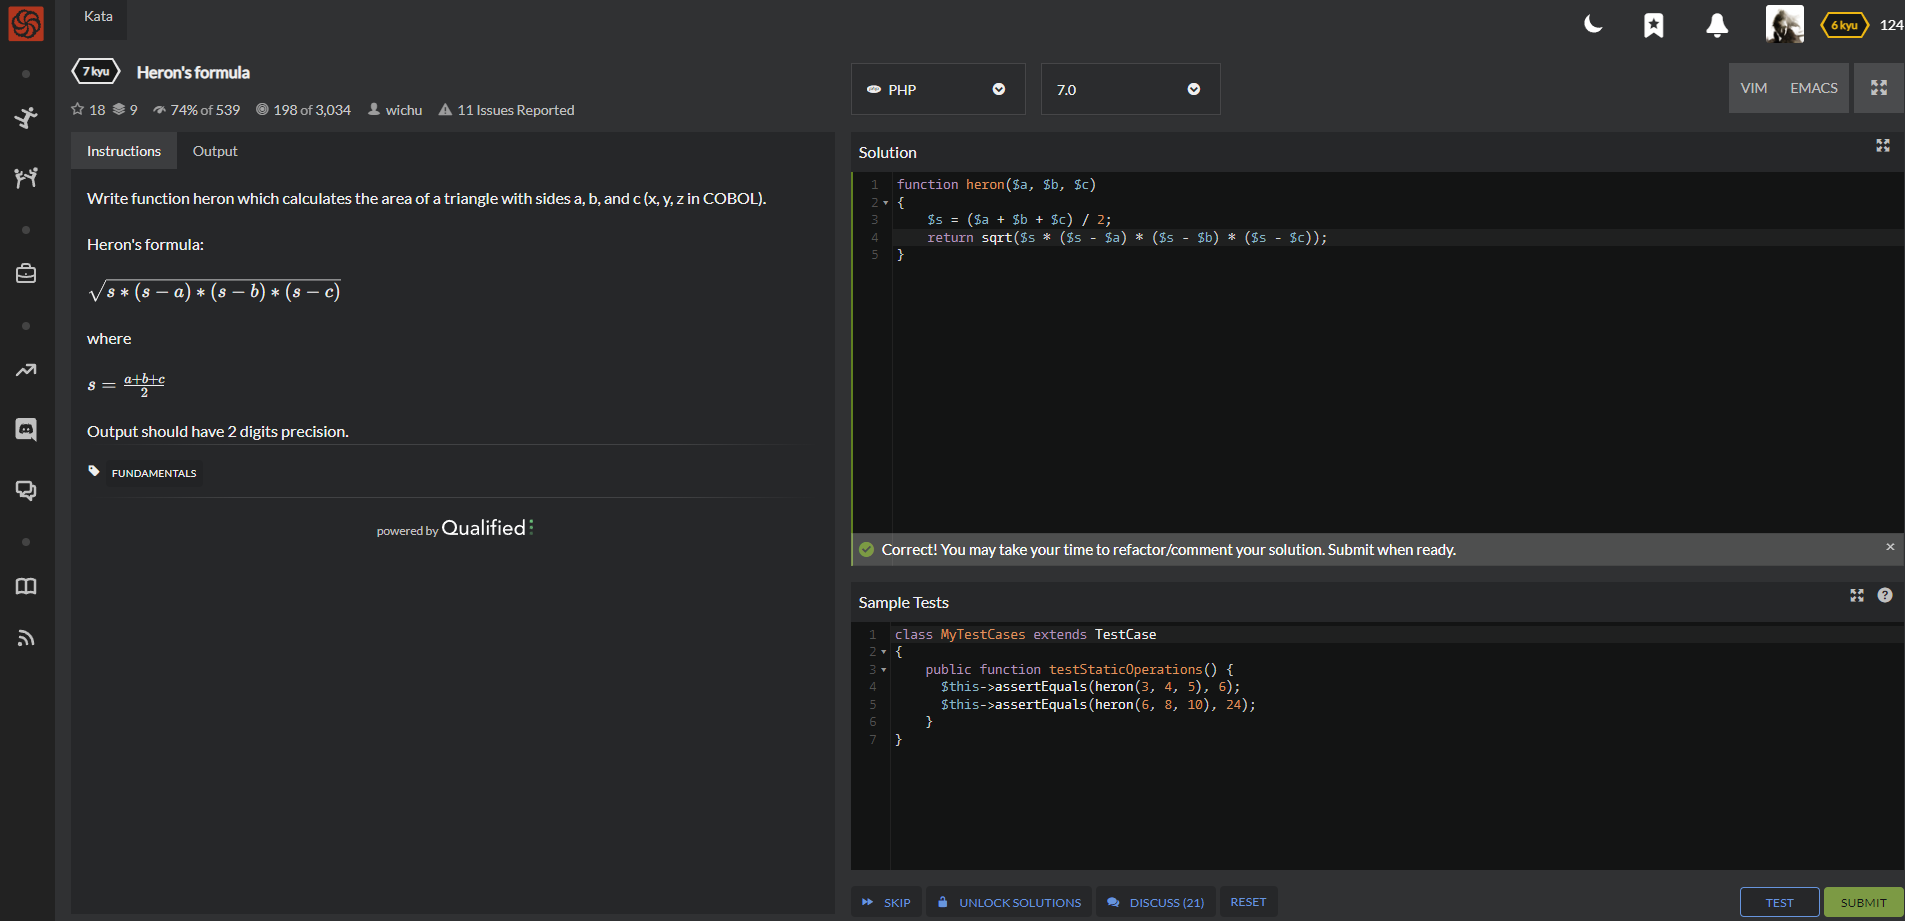 Kata
6 kyu
124
7 kyu
Heron's formula
18 9 74% of 539 198 of 3,034 wichu 11 Issues Reported
PHP
7.0
VIM EMACS
Instructions Output
Write function heron which calculates the area of a triangle with sides a, b, and c (x, y, z in COBOL).
Heron's formula:
√s ∗ (s − a) ∗ (s − b) ∗ (s − c)
where
s = a+b+c / 2
Output should have 2 digits precision.
FUNDAMENTALS
powered by Qualified
Solution
1 function heron($a, $b, $c)
2 {
3 $s = ($a + $b + $c) / 2;
4 return sqrt($s * ($s - $a) * ($s - $b) * ($s - $c));
5 }
4
Correct! You may take your time to refactor/comment your solution. Submit when ready.
×
Sample Tests
?
1 class MyTestCases extends TestCase
2 {
3 public function testStaticOperations() {
4 $this->assertEquals(heron(3, 4, 5), 6);
5 $this->assertEquals(heron(6, 8, 10), 24);
6 }
7 }
SKIP UNLOCK SOLUTIONS DISCUSS (21) RESET
TEST SUBMIT